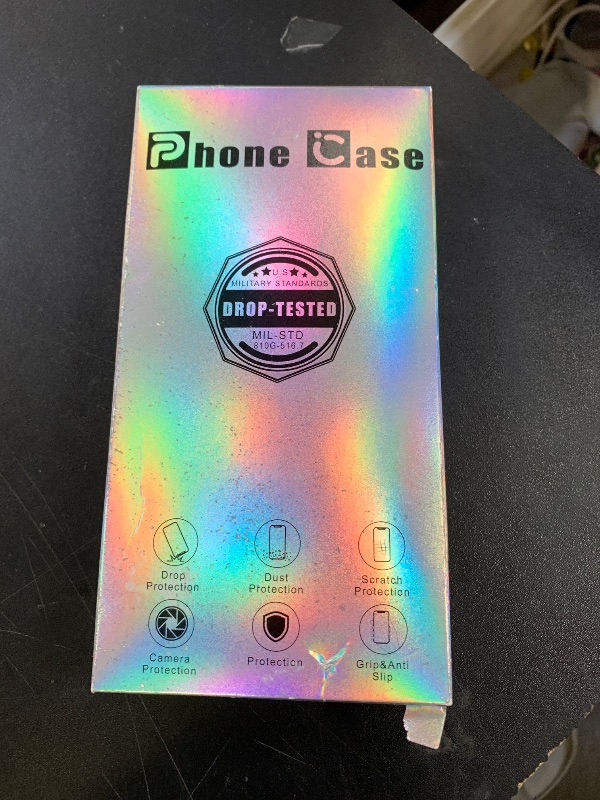 Phone Case
U.S
MILITARY STANDARDS
DROP-TESTED
MIL-STD
810G-516.7
Drop
Protection
Dust
Protection
Scratch
Protection
Camera
Protection
Protection
Grip&Anti
Slip